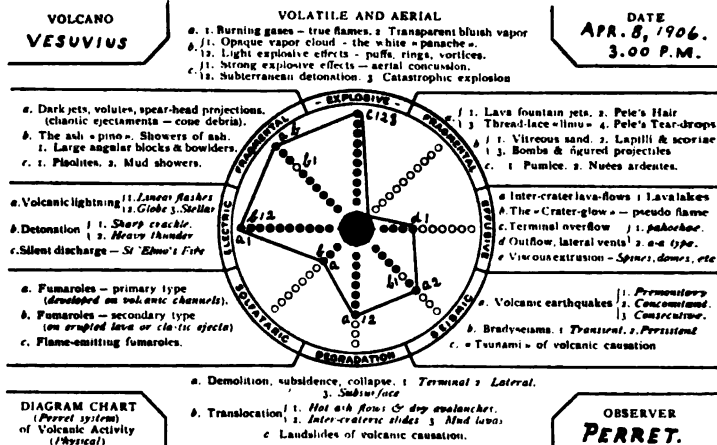 VOLCANO
VESUVIUS
VOLATILE AND AERIAL
a. 1. Burning gases — true flames. 2 Transparent bluish vapor
b. { 1. Opaque vapor cloud - the white « panache ».
{ 2. Light explosive effects - puffs, rings, vortices.
c. { 1. Strong explosive effects — aerial concussion.
{ 2. Subterranean detonation. 3 Catastrophic explosion
DATE
APR. 8, 1906.
3.00 P.M.
a. Dark jets, volutes, spear-head projections.
(chaotic ejectaments — cone debris).
b. The ash « pino ». Showers of ash.
1. Large angular blocks & bowlders.
c. 1. Pisolites. 2. Mud showers.
{ 1. Lava fountain jets. 2. Pele's Hair
{ 3 Thread-lace «limu» 4. Pele's Tear-drops
b { 1. Vitreous sand. 2. Lapilli & scoriae
{ 3. Bombs & figured projectiles
c. 1 Pumice. 2. Nuées ardentes.
a. Volcanic lightning { 1. Linear flashes
{ 2. Globe 3. Stellar
b. Detonation { 1. Sharp crackle.
{ 2. Heavy thunder
c. Silent discharge — St Elmo's Fire
a Inter-crater lava-flows 1 Lava lakes
b. The « Crater-glow » — pseudo flame
c. Terminal overflow { 1. pahoehoe.
d Outflow, lateral vents { 2. a-a type.
e Viscous extrusion — Spines, domes, etc
a. Fumaroles — primary type
(developed on volcanic channels).
b. Fumaroles — secondary type
(on erupted lava or clastic ejecta)
c. Flame-emitting fumaroles.
a. Volcanic earthquakes { 1. Premonitory
{ 2. Concomitant.
{ 3 Consecutive.
b. Bradyseisms. 1 Transient. 2. Persistent
c. « Tsunami » of volcanic causation
EXPLOSIVE
FRAGMENTAL
FRAGMENTAL
ELECTRIC
EFFUSIVE
SOLFATARIC
SEISMIC
DEGRADATION
a b
b 1
b 12
a 1
d 1
b
a
b 1
a 2
a 12
a. Demolition, subsidence, collapse. 1 Terminal 2 Lateral.
3. Subsurface
b. Translocation { 1. Hot ash flows & dry avalanches.
{ 2. Inter-crateric slides 3 Mud lavas
c Landslides of volcanic causation.
DIAGRAM CHART
(Perret system)
of Volcanic Activity
(Physical)
OBSERVER
PERRET.